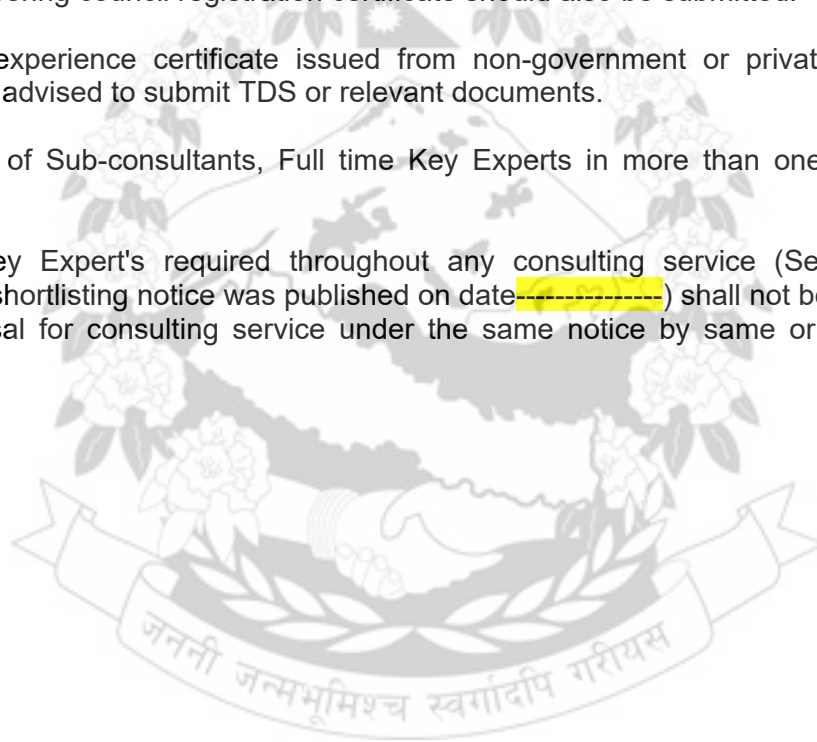 ering council registration certificate should also be submitted.
experience certificate issued from non-government or privat
advised to submit TDS or relevant documents.
of Sub-consultants, Full time Key Experts in more than one
ey Expert's required throughout any consulting service (Se
shortlisting notice was published on date---------------) shall not be
sal for consulting service under the same notice by same or
जननी जन्मभूमिश्च स्वर्गादपि गरीयस